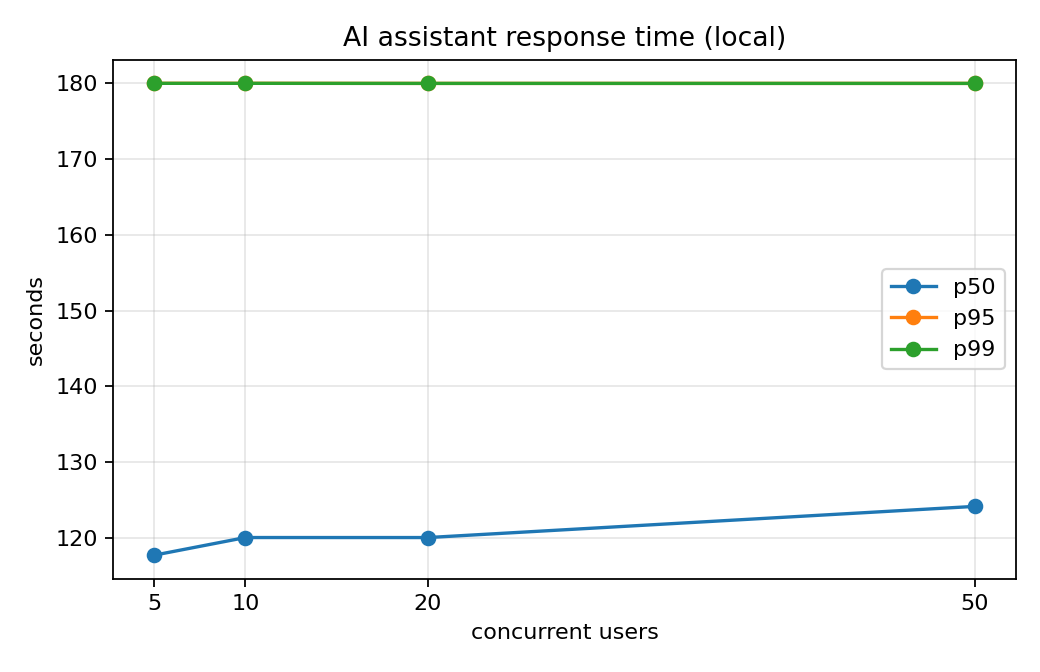 AI assistant response time (local)
180
170
160
150
140
130
120
seconds
p50
p95
p99
5 10 20 50
concurrent users